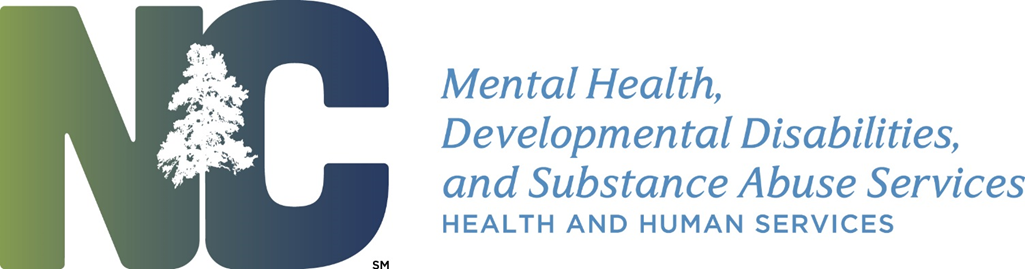 NC
SM
Mental Health,
Developmental Disabilities,
and Substance Abuse Services
HEALTH AND HUMAN SERVICES